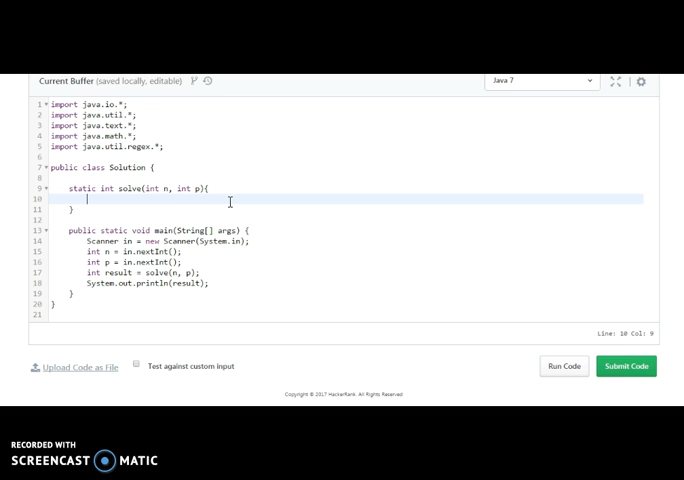 Current Buffer (saved locally, editable)
Java 7
1 import java.io.*;
2 import java.util.*;
3 import java.text.*;
4 import java.math.*;
5 import java.util.regex.*;
6
7 public class Solution {
8
9 static int solve(int n, int p){
10
11 }
12
13 public static void main(String[] args) {
14 Scanner in = new Scanner(System.in);
15 int n = in.nextInt();
16 int p = in.nextInt();
17 int result = solve(n, p);
18 System.out.println(result);
19 }
20 }
21
Line: 10 Col: 9
Upload Code as File
Test against custom input
Run Code
Submit Code
Copyright © 2017 HackerRank. All Rights Reserved
RECORDED WITH
SCREENCAST MATIC